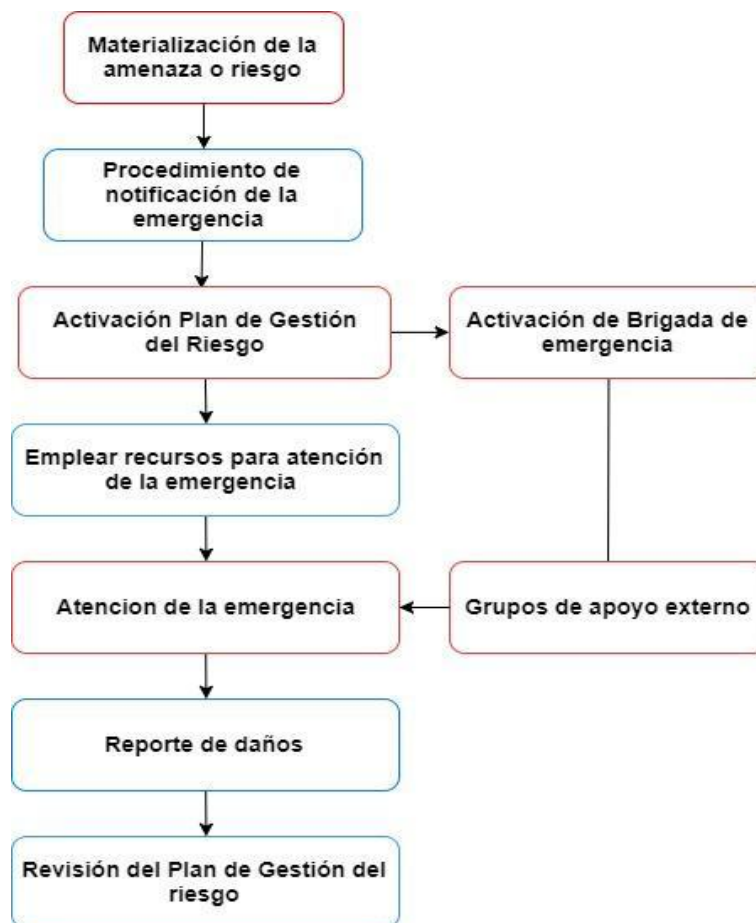 Materialización de la
amenaza o riesgo
Procedimiento de
notificación de la
emergencia
Activación Plan de Gestión
del Riesgo
Activación de Brigada de
emergencia
Emplear recursos para atención
de la emergencia
Atencion de la emergencia
Grupos de apoyo externo
Reporte de daños
Revisión del Plan de Gestión del
riesgo